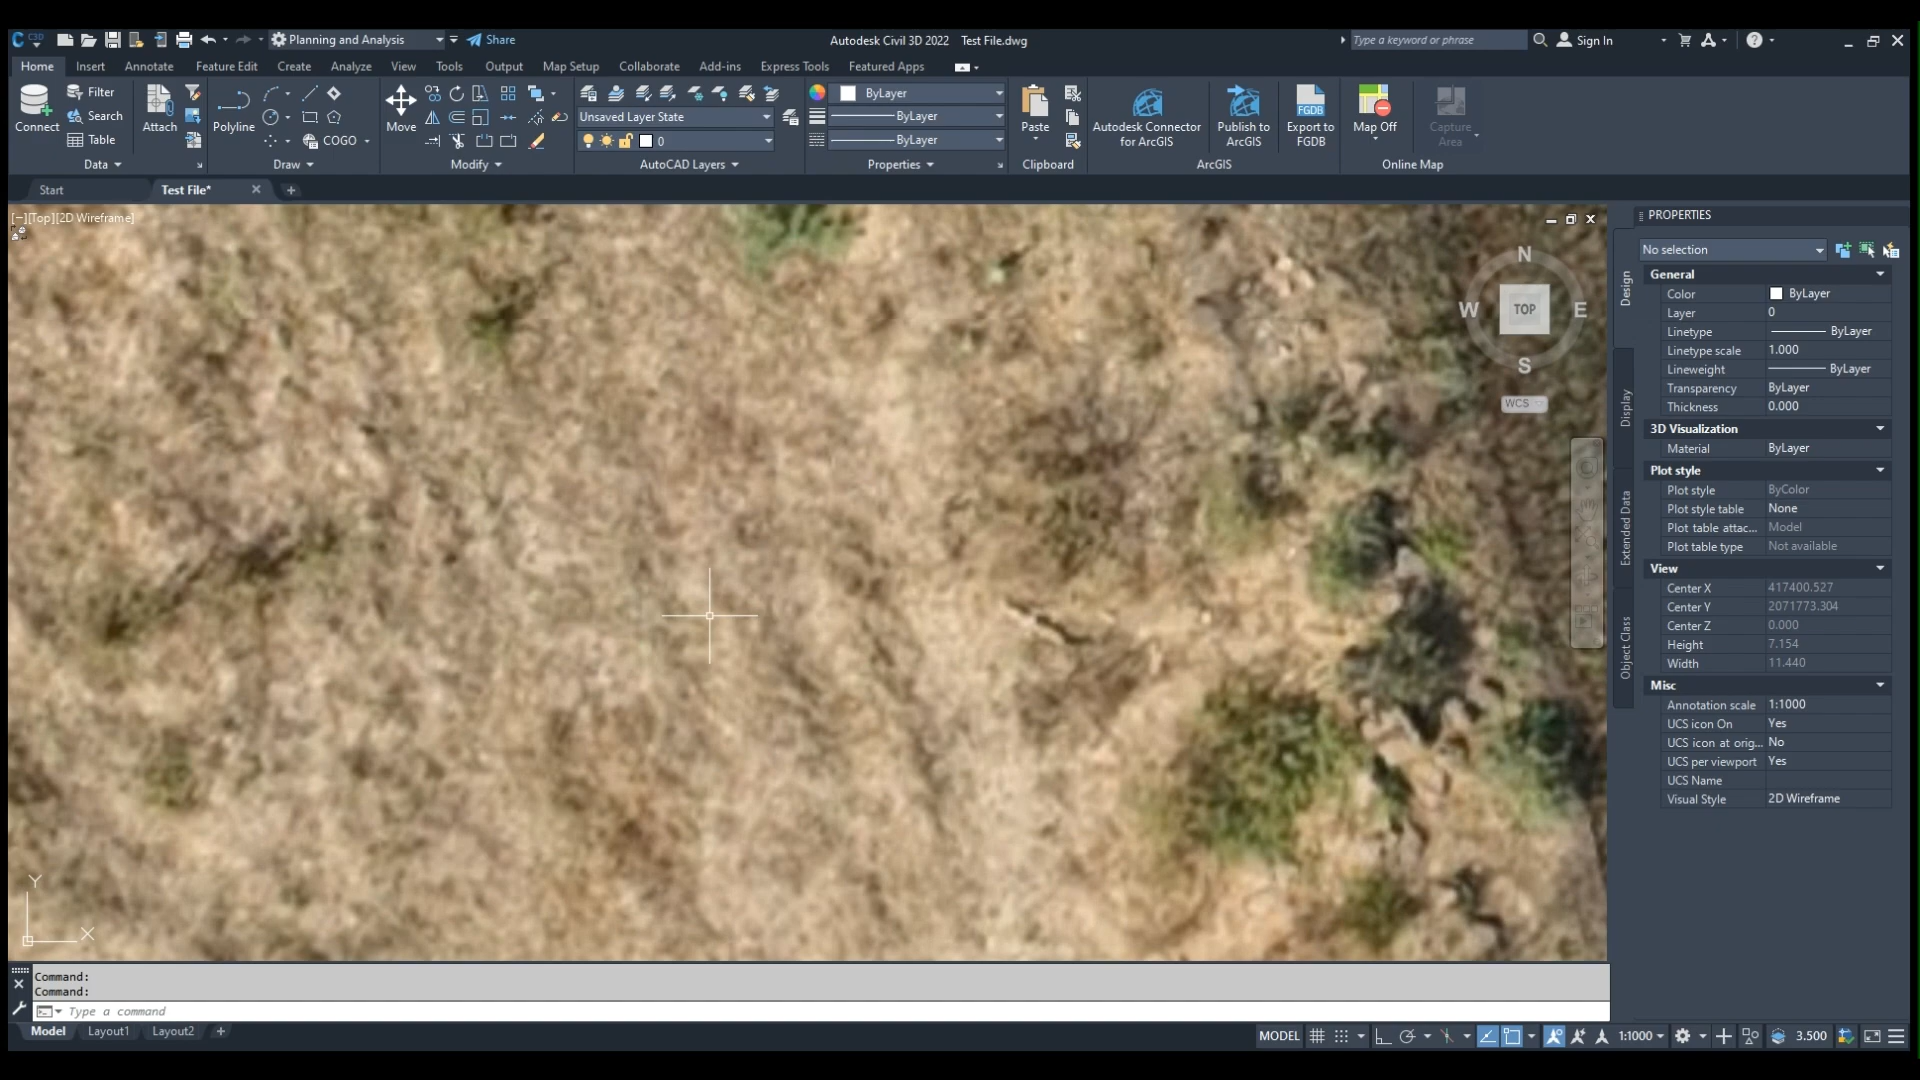 C3D Planning and Analysis Share Autodesk Civil 3D 2022 Test File.dwg Type a keyword or phrase Sign In
Home Insert Annotate Feature Edit Create Analyze View Tools Output Map Setup Collaborate Add-ins Express Tools Featured Apps
Connect Filter Search Table Attach Polyline COGO Move
Unsaved Layer State
0
ByLayer
ByLayer
ByLayer
Paste
Autodesk Connector for ArcGIS
Publish to ArcGIS
Export to FGDB
FGDB
Map Off
Capture Area
Data Draw Modify AutoCAD Layers Properties Clipboard ArcGIS Online Map
Start Test File*
[−][Top][2D Wireframe]
N
W TOP E
S
WCS
Y
X
PROPERTIES
No selection
Design
Display
Extended Data
Object Class
General
Color ByLayer
Layer 0
Linetype ByLayer
Linetype scale 1.000
Lineweight ByLayer
Transparency ByLayer
Thickness 0.000
3D Visualization
Material ByLayer
Plot style
Plot style ByColor
Plot style table None
Plot table attac... Model
Plot table type Not available
View
Center X 417400.527
Center Y 2071773.304
Center Z 0.000
Height 7.154
Width 11.440
Misc
Annotation scale 1:1000
UCS icon On Yes
UCS icon at orig... No
UCS per viewport Yes
UCS Name
Visual Style 2D Wireframe
Command:
Command:
Type a command
Model Layout1 Layout2 MODEL 1:1000 3.500